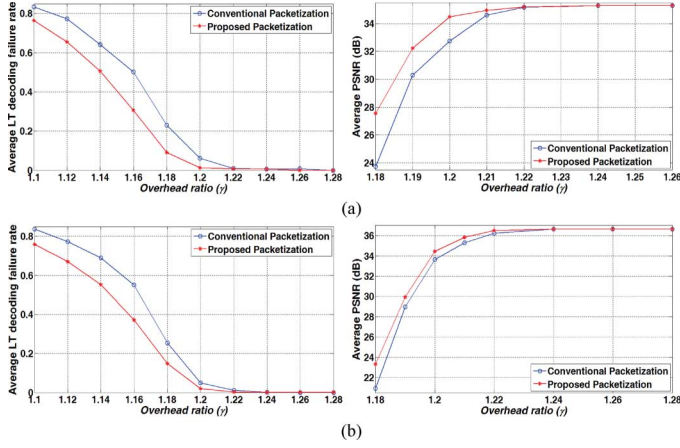 Average LT decoding failure rate
0.8
0.6
0.4
0.2
0
1.1 1.12 1.14 1.16 1.18 1.2 1.22 1.24 1.26 1.28
Overhead ratio (γ)
Conventional Packetization
Proposed Packetization
Average PSNR (dB)
34
32
30
28
26
24
1.18 1.19 1.2 1.21 1.22 1.23 1.24 1.25 1.26
Overhead ratio (γ)
Conventional Packetization
Proposed Packetization
(a)
Average LT decoding failure rate
0.8
0.6
0.4
0.2
0
1.1 1.12 1.14 1.16 1.18 1.2 1.22 1.24 1.26 1.28
Overhead ratio (γ)
Conventional Packetization
Proposed Packetization
Average PSNR (dB)
36
34
32
30
28
26
24
22
1.18 1.2 1.22 1.24 1.26 1.28
Overhead ratio (γ)
Conventional Packetization
Proposed Packetization
(b)